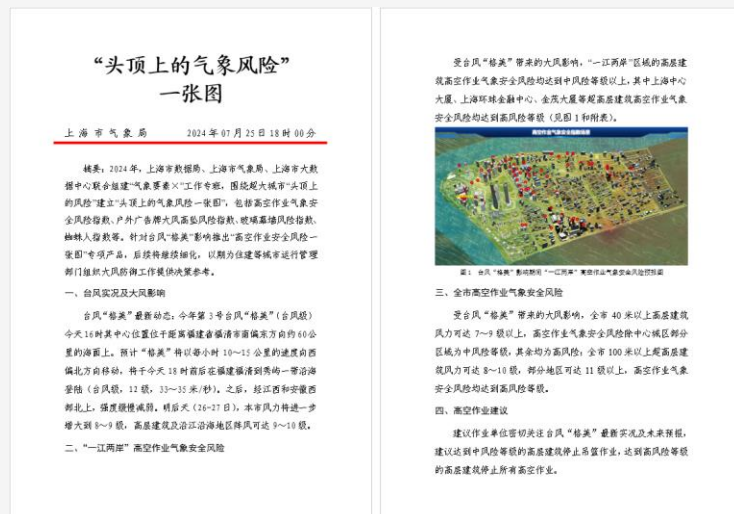 “头顶上的气象风险”
一张图
上海市气象局 2024年07月25日18时00分
摘要：2024年，上海市数据局、上海市气象局、上海市大数
据中心联合组建“气象要素×”工作专班，围绕超大城市“头顶上
的风险”建立“头顶上的气象风险一张图”，包括高空作业气象安
全风险指数、户外广告牌大风高坠风险指数、玻璃幕墙风险指数、
蜘蛛人指数等。针对台风“格美”影响推出“高空作业安全风险一
张图”专项产品，后续将继续细化，以期为住建等城市运行管理
部门组织大风防御工作提供决策参考。
一、台风实况及大风影响
台风“格美”最新动态：今年第3号台风“格美”（台风级）
今天16时其中心位置位于距离福建省福清市南偏东方向约60公
里的海面上。预计“格美”将以每小时10～15公里的速度向西
偏北方向移动，将于今天18时前后在福建福清到秀屿一带沿海
登陆（台风级，12级，33～35米/秒）。之后，经江西和安徽西
部北上，强度缓慢减弱。明后天（26-27日），本市风力将进一步
增大到8～9级，高层建筑及沿江沿海地区阵风可达9～10级。
二、“一江两岸”高空作业气象安全风险
受台风“格美”带来的大风影响，“一江两岸”区域的高层建
筑高空作业气象安全风险均达到中风险等级以上，其中上海中心
大厦、上海环球金融中心、金茂大厦等超高层建筑高空作业气象
安全风险均达到高风险等级（见图1和附表）。
图1 台风“格美”影响期间“一江两岸”高空作业气象安全风险预报图
三、全市高空作业气象安全风险
受台风“格美”带来的大风影响，全市40米以上高层建筑
风力可达7～9级以上，高空作业气象安全风险除中心城区部分
区域为中风险等级，其余均为高风险；全市100米以上超高层建
筑风力可达8～10级，部分地区可达11级以上，高空作业气象
安全风险均达到高风险等级。
四、高空作业建议
建议作业单位密切关注台风“格美”最新实况及未来预报，
建议达到中风险等级的高层建筑停止吊篮作业，达到高风险等级
的高层建筑停止所有高空作业。